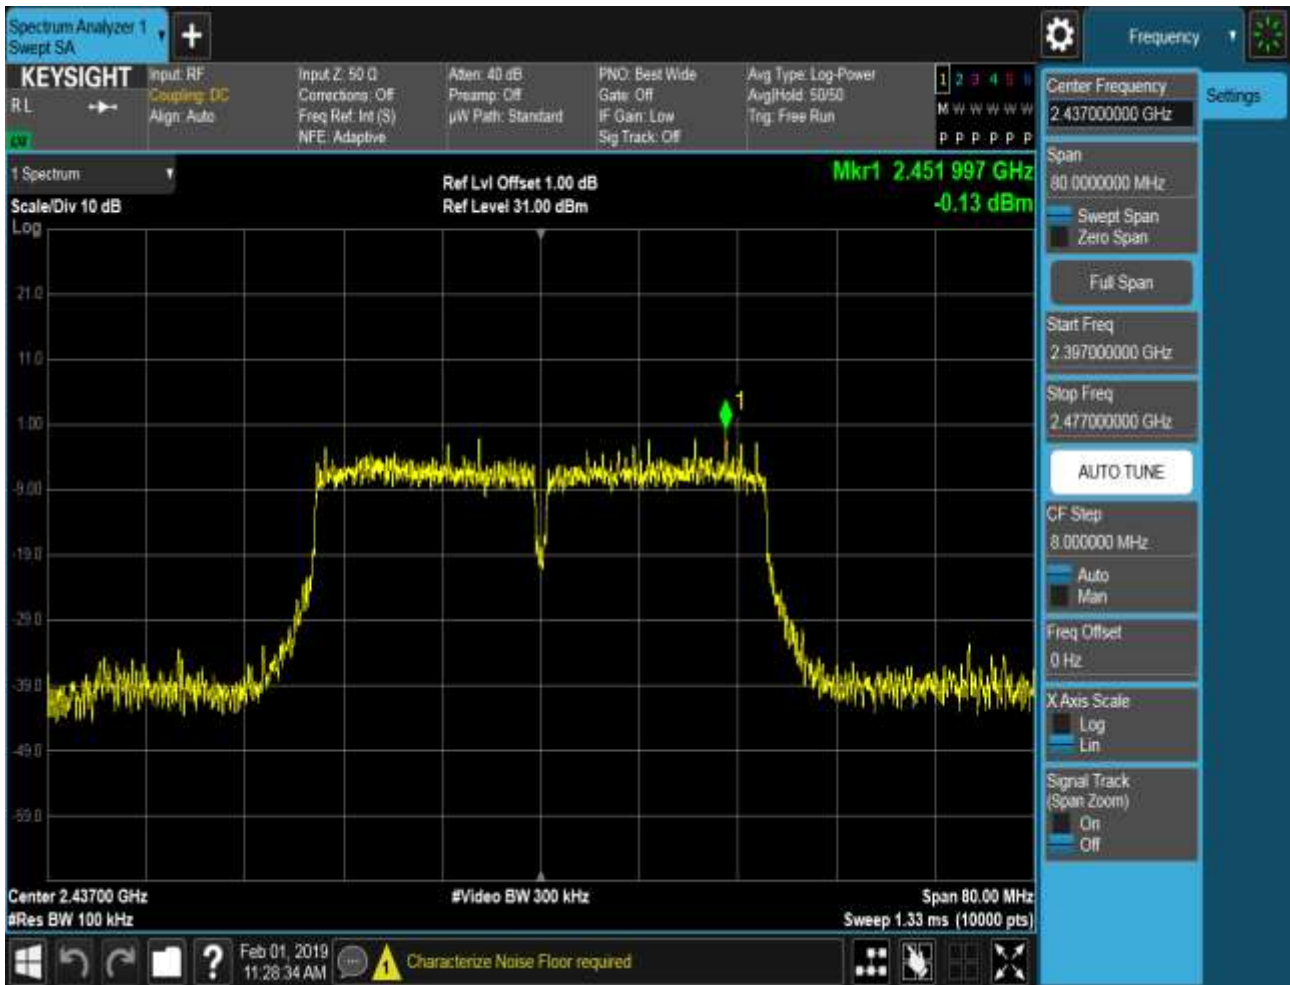 Spectrum Analyzer 1
Swept SA
Frequency
KEYSIGHT
Input: RF
Input Z: 50 Ω
Atten: 40 dB
PNO: Best Wide
Avg Type: Log-Power
1 2 3 4 5 6
R L
Coupling: DC
Corrections: Off
Preamp: Off
Gate: Off
Avg|Hold: 50/50
M W W W W W
Align: Auto
Freq Ref: Int (S)
µW Path: Standard
IF Gain: Low
Trig: Free Run
NFE: Adaptive
Sig Track: Off
P P P P P P
1 Spectrum
Ref Lvl Offset 1.00 dB
Mkr1 2.451 997 GHz
Scale/Div 10 dB
Ref Level 31.00 dBm
-0.13 dBm
Log
21.0
11.0
1.00
-9.00
-19.0
-29.0
-39.0
-49.0
-59.0
1
Center 2.43700 GHz
#Video BW 300 kHz
Span 80.00 MHz
#Res BW 100 kHz
Sweep 1.33 ms (10000 pts)
Center Frequency
2.437000000 GHz
Settings
Span
80.0000000 MHz
Swept Span
Zero Span
Full Span
Start Freq
2.397000000 GHz
Stop Freq
2.477000000 GHz
AUTO TUNE
CF Step
8.000000 MHz
Auto
Man
Freq Offset
0 Hz
X Axis Scale
Log
Lin
Signal Track
(Span Zoom)
On
Off
?
Feb 01, 2019
11:28:34 AM
1
Characterize Noise Floor required